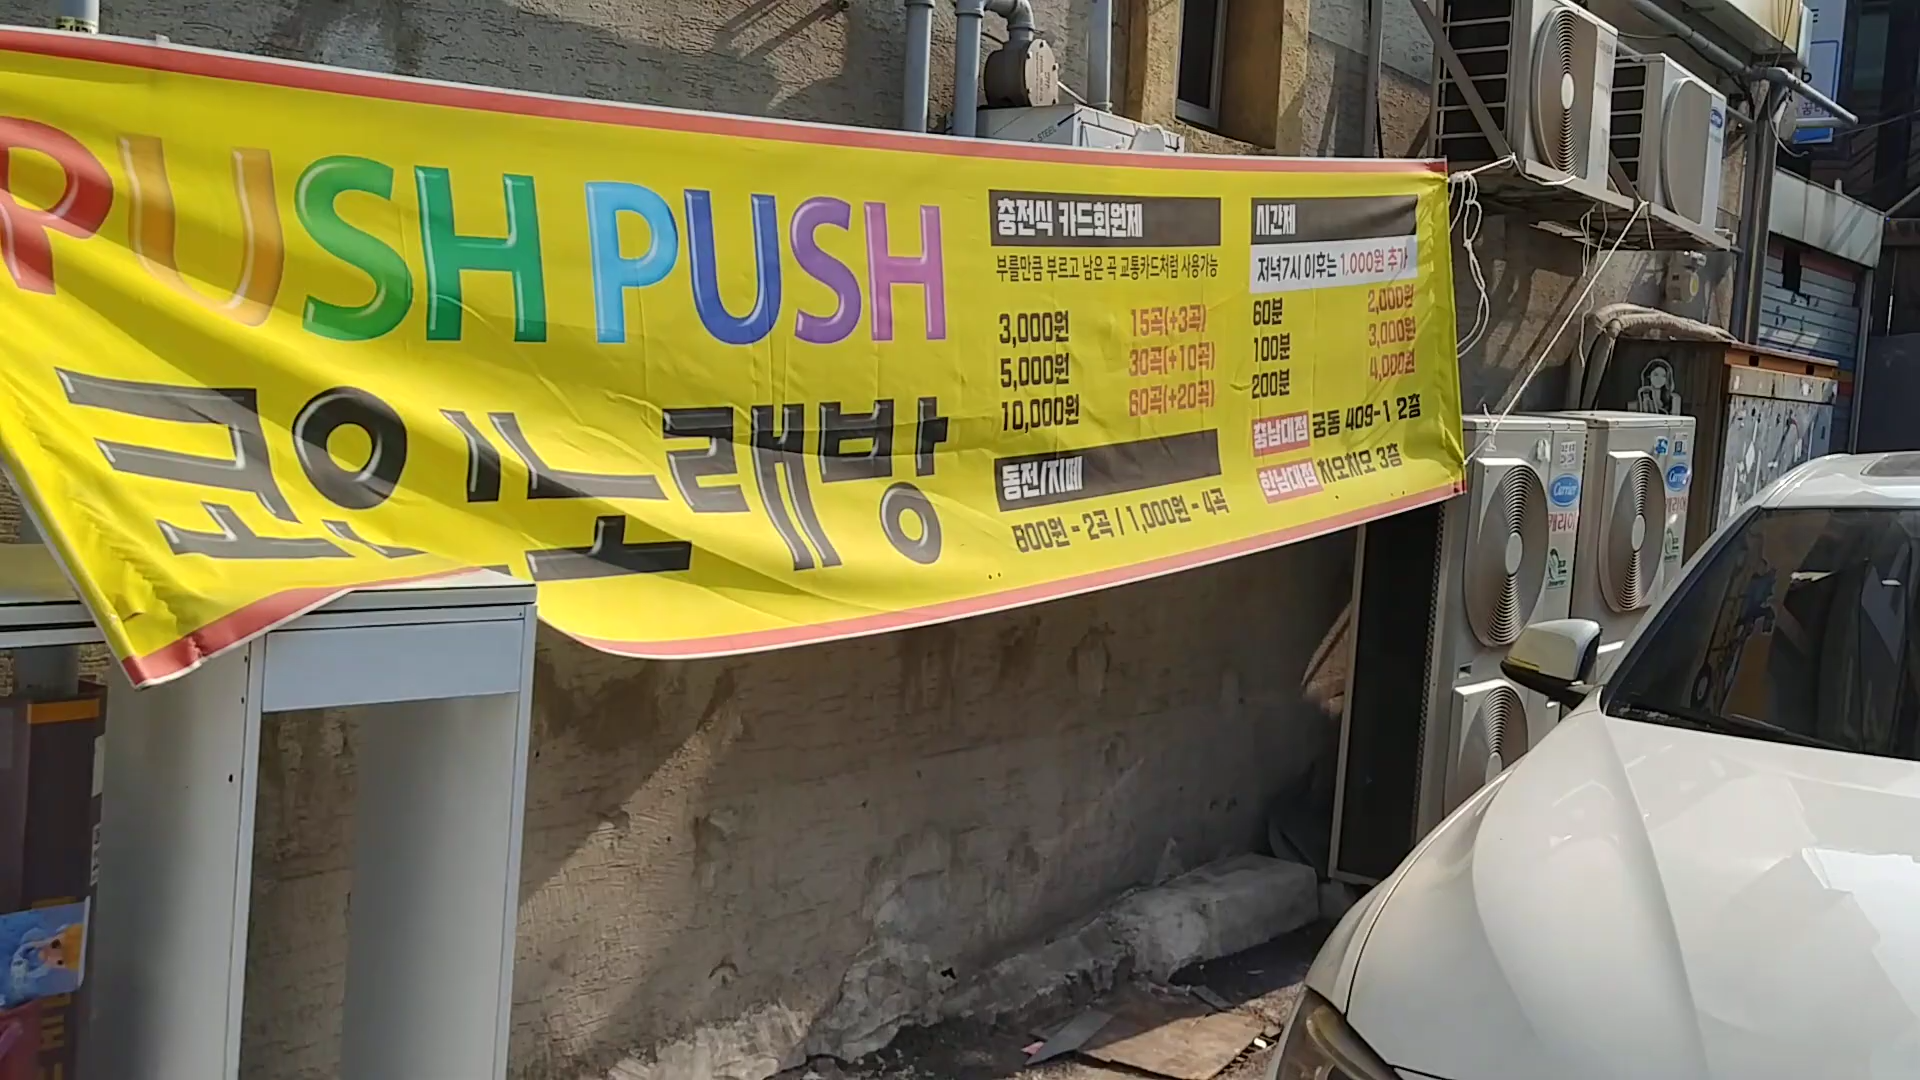 PUSH PUSH
코인노래방
충전식 카드회원제
부를만큼 부르고 남은 곡 교통카드처럼 사용가능
3,000원 15곡(+3곡)
5,000원 30곡(+10곡)
10,000원 60곡(+20곡)
동전/지폐
800원 - 2곡 / 1,000원 - 4곡
시간제
저녁7시 이후는 1,000원 추가
60분 2,000원
100분 3,000원
200분 4,000원
충남대점 궁동 409-1 2층
한남대점 차오차오 3층
Carrier
캐리어
Carrier